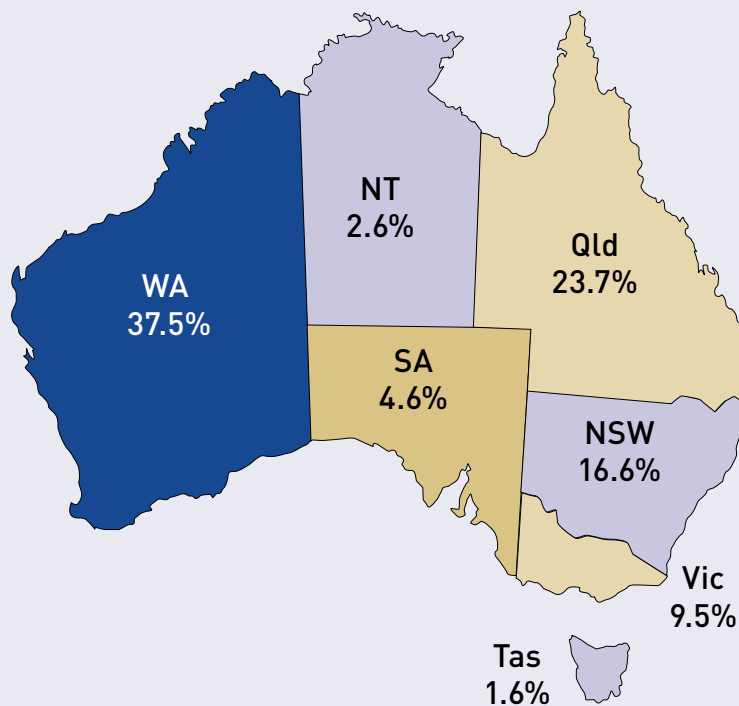 NT
2.6%
Qld
23.7%
WA
37.5%
SA
4.6%
NSW
16.6%
Vic
9.5%
Tas
1.6%